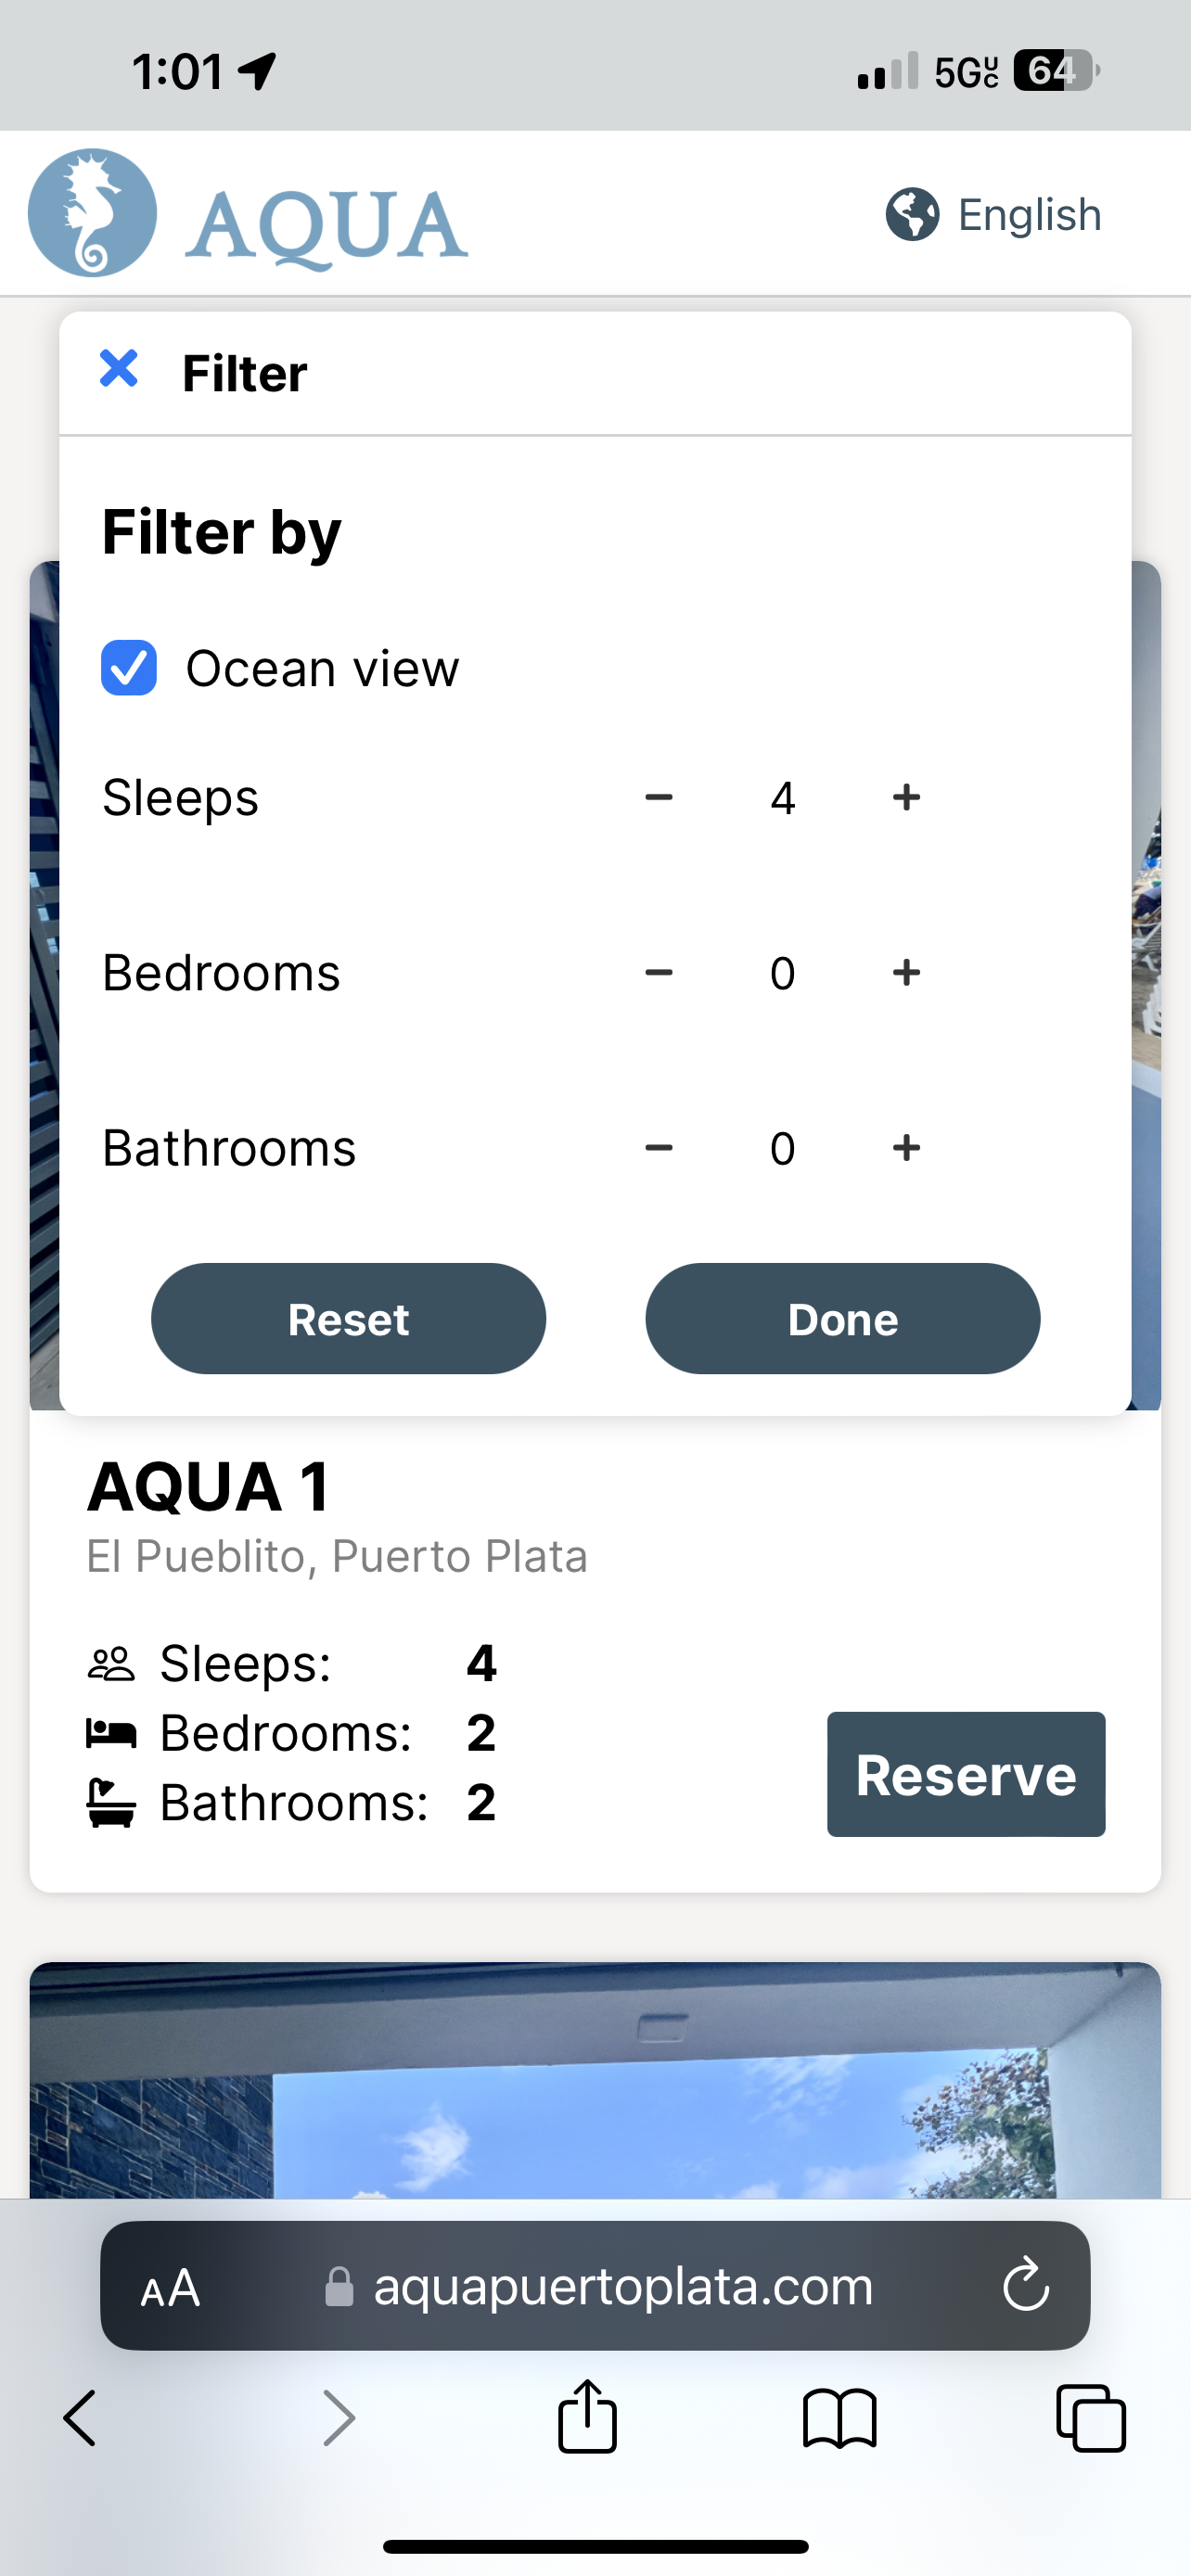 1:01
5GUC 64
AQUA
English
Filter
Filter by
Ocean view
Sleeps − 4 +
Bedrooms − 0 +
Bathrooms − 0 +
Reset Done
AQUA 1
El Pueblito, Puerto Plata
Sleeps: 4
Bedrooms: 2
Bathrooms: 2
Reserve
AA aquapuertoplata.com